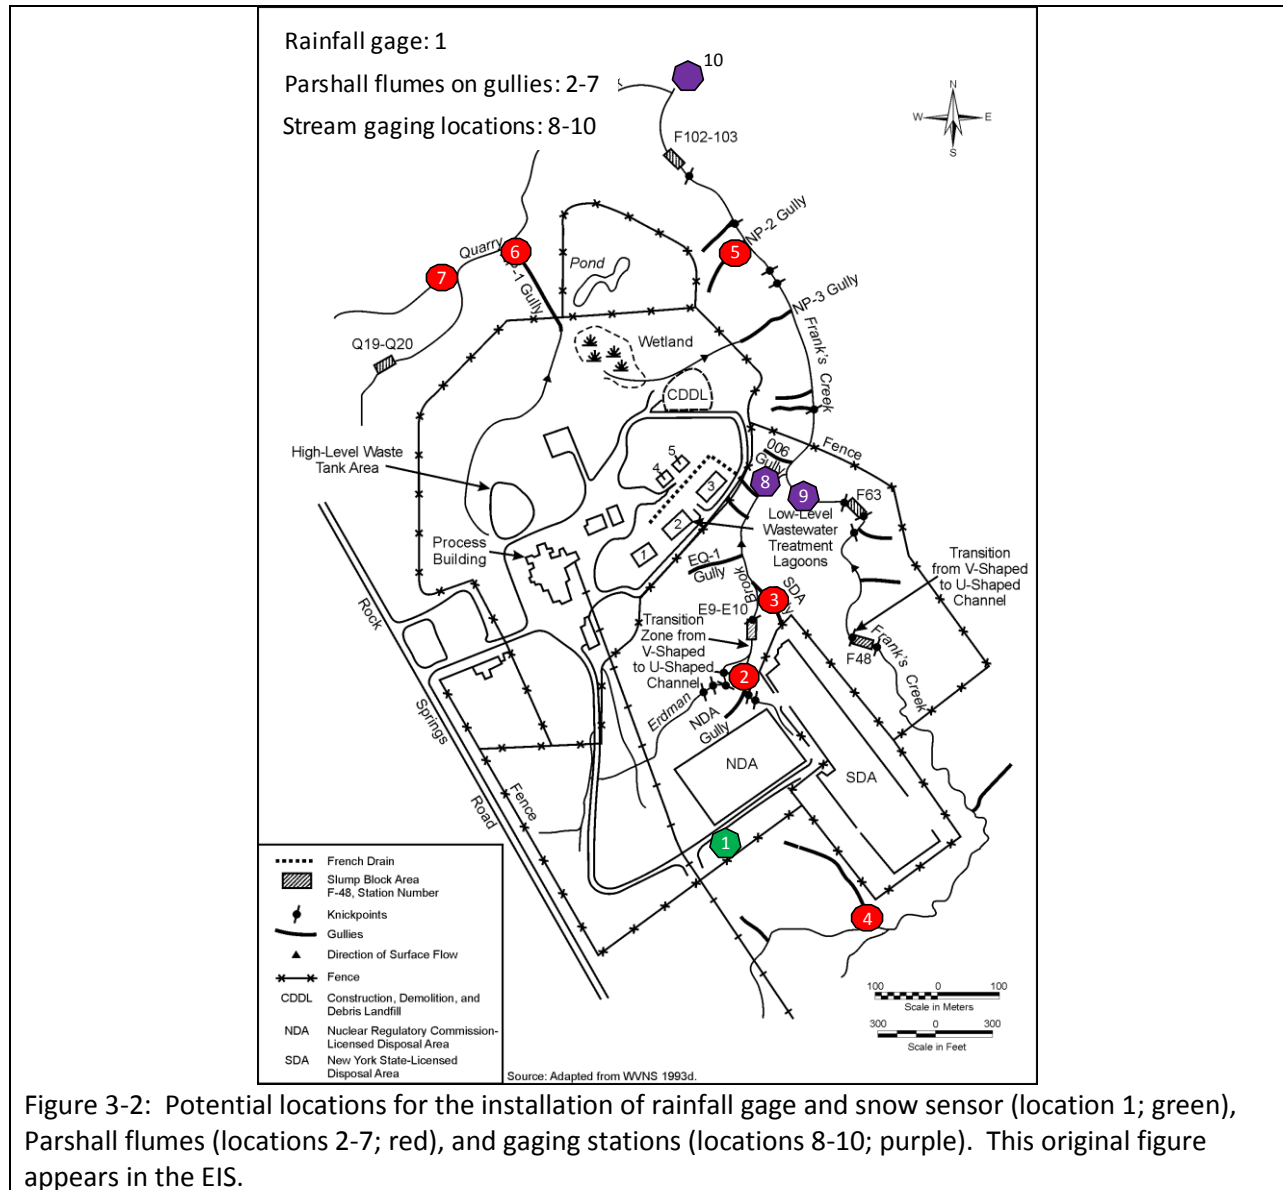 Rainfall gage: 1
Parshall flumes on gullies: 2-7
Stream gaging locations: 8-10
10
N
W
E
S
F102-103
NP-2 Gully
5
Quarry
6
7
-1 Gully
Pond
NP-3 Gully
Frank's Creek
Wetland
Q19-Q20
CDDL
High-Level Waste
Tank Area
5
4
3
2
1
006
Gully
Fence
8
9
F63
Low-Level
Wastewater
Treatment
Lagoons
Process
Building
EQ-1
Gully
Brook
SDA
3
Transition
from V-Shaped
to U-Shaped
Channel
E9-E10
Transition
Zone from
V-Shaped
to U-Shaped
Channel
2
F48
Frank's Creek
Rock
Springs
Road
Erdman
NDA
Gully
NDA
SDA
Fence
1
4
French Drain
Slump Block Area
F-48, Station Number
Knickpoints
Gullies
Direction of Surface Flow
Fence
CDDL Construction, Demolition, and
Debris Landfill
NDA Nuclear Regulatory Commission-
Licensed Disposal Area
SDA New York State-Licensed
Disposal Area
100 0 100
Scale in Meters
300 0 300
Scale in Feet
Source: Adapted from WVNS 1993d.
Figure 3-2: Potential locations for the installation of rainfall gage and snow sensor (location 1; green),
Parshall flumes (locations 2-7; red), and gaging stations (locations 8-10; purple). This original figure
appears in the EIS.